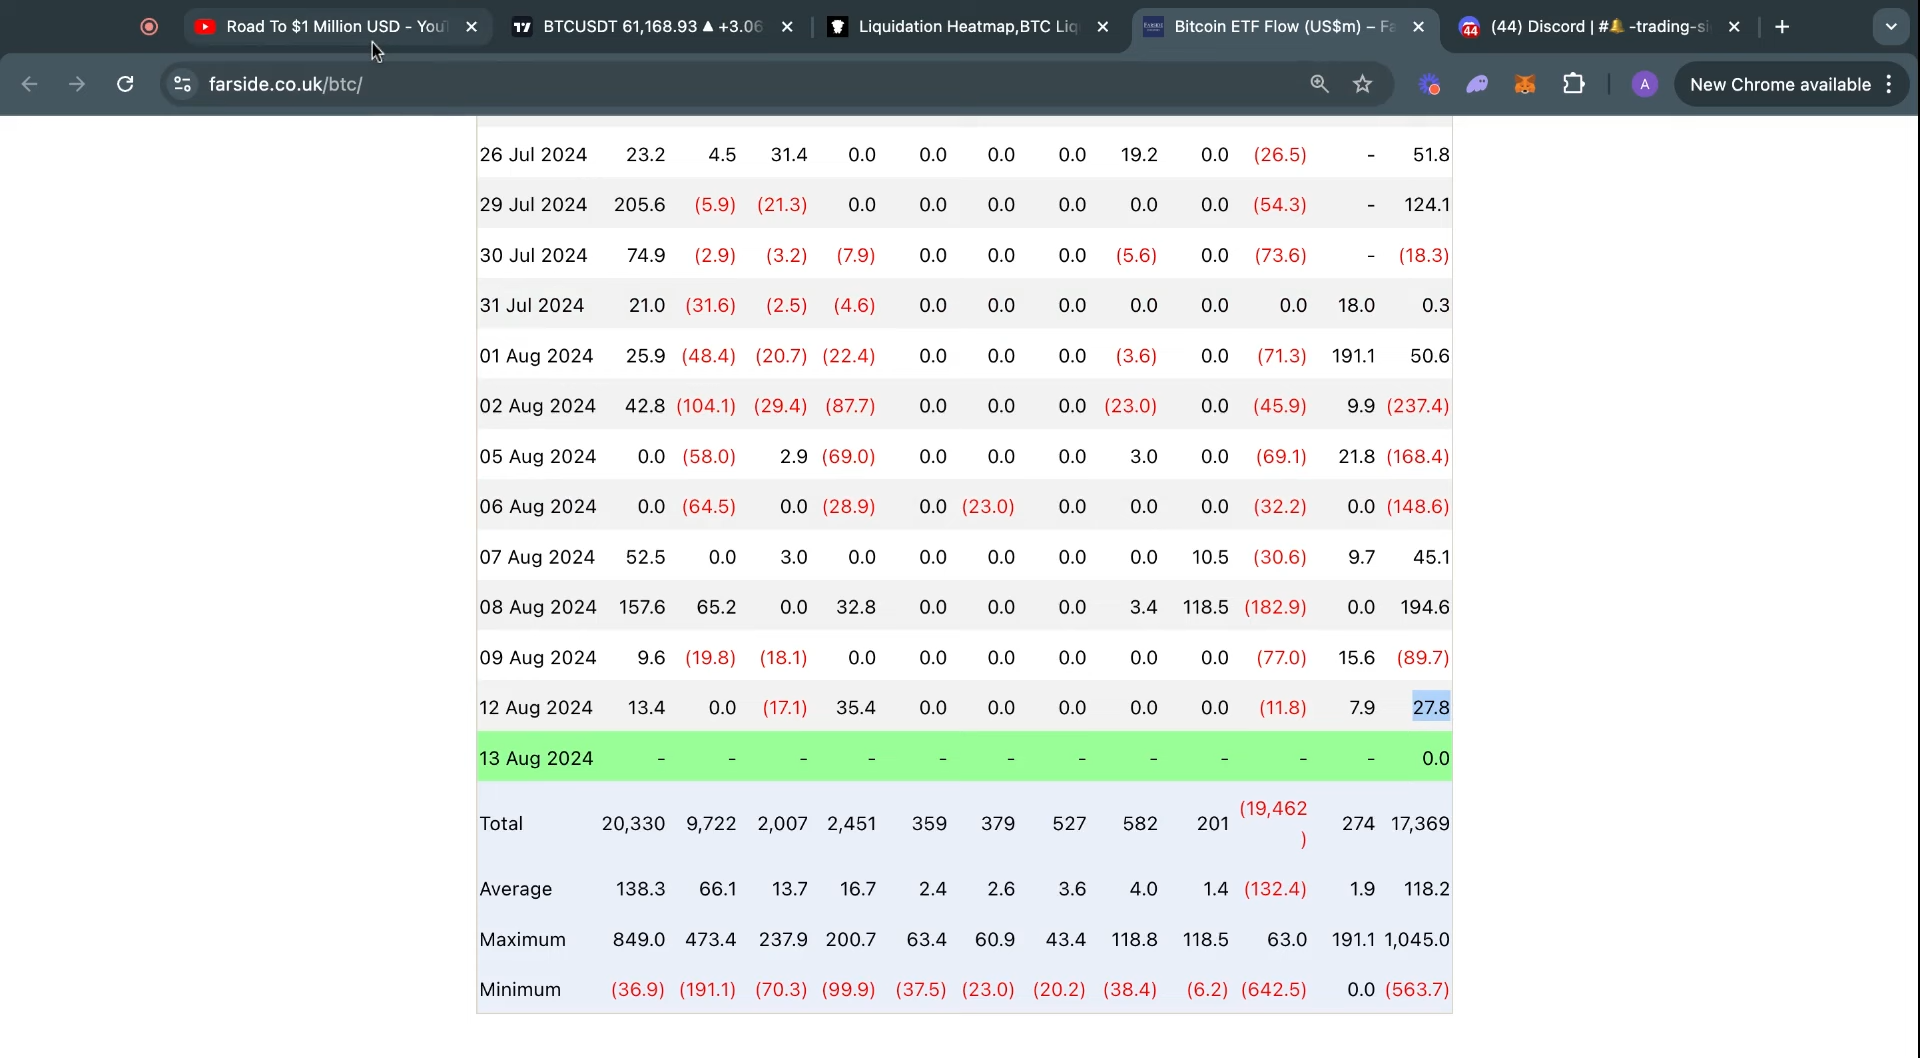 Road To $1 Million USD - You
BTCUSDT 61,168.93 ▲ +3.06
Liquidation Heatmap,BTC Liq
Bitcoin ETF Flow (US$m) – Fa
(44) Discord | #🔔-trading-si
farside.co.uk/btc/
A
New Chrome available
26 Jul 2024 23.2 4.5 31.4 0.0 0.0 0.0 0.0 19.2 0.0 (26.5) - 51.8
29 Jul 2024 205.6 (5.9) (21.3) 0.0 0.0 0.0 0.0 0.0 0.0 (54.3) - 124.1
30 Jul 2024 74.9 (2.9) (3.2) (7.9) 0.0 0.0 0.0 (5.6) 0.0 (73.6) - (18.3)
31 Jul 2024 21.0 (31.6) (2.5) (4.6) 0.0 0.0 0.0 0.0 0.0 0.0 18.0 0.3
01 Aug 2024 25.9 (48.4) (20.7) (22.4) 0.0 0.0 0.0 (3.6) 0.0 (71.3) 191.1 50.6
02 Aug 2024 42.8 (104.1) (29.4) (87.7) 0.0 0.0 0.0 (23.0) 0.0 (45.9) 9.9 (237.4)
05 Aug 2024 0.0 (58.0) 2.9 (69.0) 0.0 0.0 0.0 3.0 0.0 (69.1) 21.8 (168.4)
06 Aug 2024 0.0 (64.5) 0.0 (28.9) 0.0 (23.0) 0.0 0.0 0.0 (32.2) 0.0 (148.6)
07 Aug 2024 52.5 0.0 3.0 0.0 0.0 0.0 0.0 0.0 10.5 (30.6) 9.7 45.1
08 Aug 2024 157.6 65.2 0.0 32.8 0.0 0.0 0.0 3.4 118.5 (182.9) 0.0 194.6
09 Aug 2024 9.6 (19.8) (18.1) 0.0 0.0 0.0 0.0 0.0 0.0 (77.0) 15.6 (89.7)
12 Aug 2024 13.4 0.0 (17.1) 35.4 0.0 0.0 0.0 0.0 0.0 (11.8) 7.9 27.8
13 Aug 2024 - - - - - - - - - - - 0.0
Total 20,330 9,722 2,007 2,451 359 379 527 582 201 (19,462) 274 17,369
Average 138.3 66.1 13.7 16.7 2.4 2.6 3.6 4.0 1.4 (132.4) 1.9 118.2
Maximum 849.0 473.4 237.9 200.7 63.4 60.9 43.4 118.8 118.5 63.0 191.1 1,045.0
Minimum (36.9) (191.1) (70.3) (99.9) (37.5) (23.0) (20.2) (38.4) (6.2) (642.5) 0.0 (563.7)